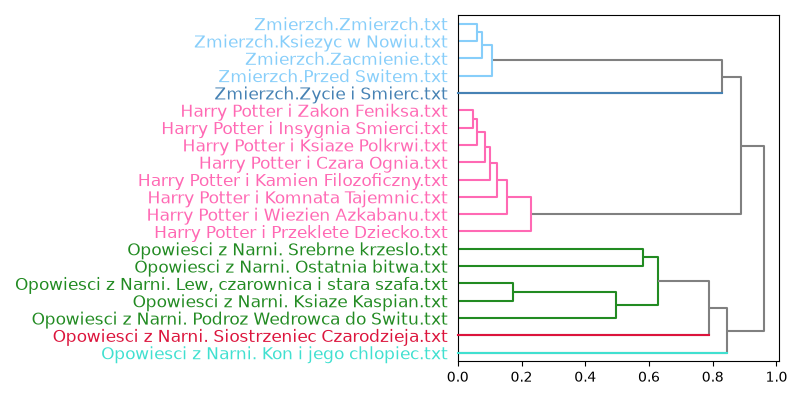 Zmierzch.Zmierzch.txt
Zmierzch.Ksiezyc w Nowiu.txt
Zmierzch.Zacmienie.txt
Zmierzch.Przed Switem.txt
Zmierzch.Zycie i Smierc.txt
Harry Potter i Zakon Feniksa.txt
Harry Potter i Insygnia Smierci.txt
Harry Potter i Ksiaze Polkrwi.txt
Harry Potter i Czara Ognia.txt
Harry Potter i Kamien Filozoficzny.txt
Harry Potter i Komnata Tajemnic.txt
Harry Potter i Wiezien Azkabanu.txt
Harry Potter i Przeklete Dziecko.txt
Opowiesci z Narni. Srebrne krzeslo.txt
Opowiesci z Narni. Ostatnia bitwa.txt
Opowiesci z Narni. Lew, czarownica i stara szafa.txt
Opowiesci z Narni. Ksiaze Kaspian.txt
Opowiesci z Narni. Podroz Wedrowca do Switu.txt
Opowiesci z Narni. Siostrzeniec Czarodzieja.txt
Opowiesci z Narni. Kon i jego chlopiec.txt
0.0 0.2 0.4 0.6 0.8 1.0